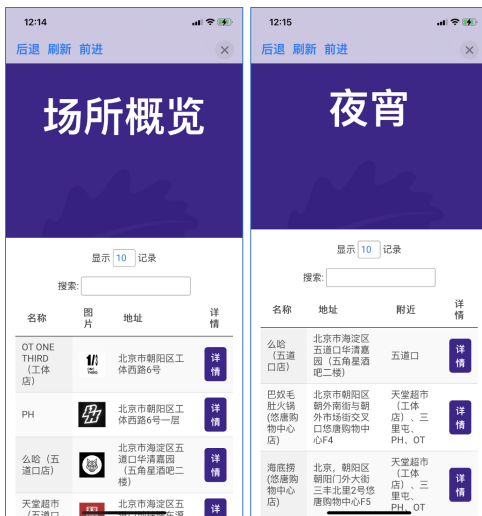 12:14
后退 刷新 前进
场所概览
显示 10 记录
搜索:
名称 图片 地址 详情
OT ONE THIRD （工体店） 北京市朝阳区工体西路6号 详情
PH 北京市朝阳区工体西路6号一层 详情
么哈（五道口店） 北京市海淀区五道口华清嘉园（五角星酒吧二楼） 详情
天堂超市（五道口 北京市海淀区五 详
12:15
后退 刷新 前进
夜宵
显示 10 记录
搜索:
名称 地址 附近 详情
么哈（五道口店） 北京市海淀区五道口华清嘉园（五角星酒吧二楼） 五道口 详情
巴奴毛肚火锅(悠唐购物中心店) 北京市朝阳区朝外南街与朝外市场街交叉口悠唐购物中心F4 天堂超市（工体店）、三里屯、PH、OT 详情
海底捞(悠唐购物中心店) 北京，朝阳区朝阳门外大街三丰北里2号悠唐购物中心F5 天堂超市（工体店）、三里屯、PH、OT 详情